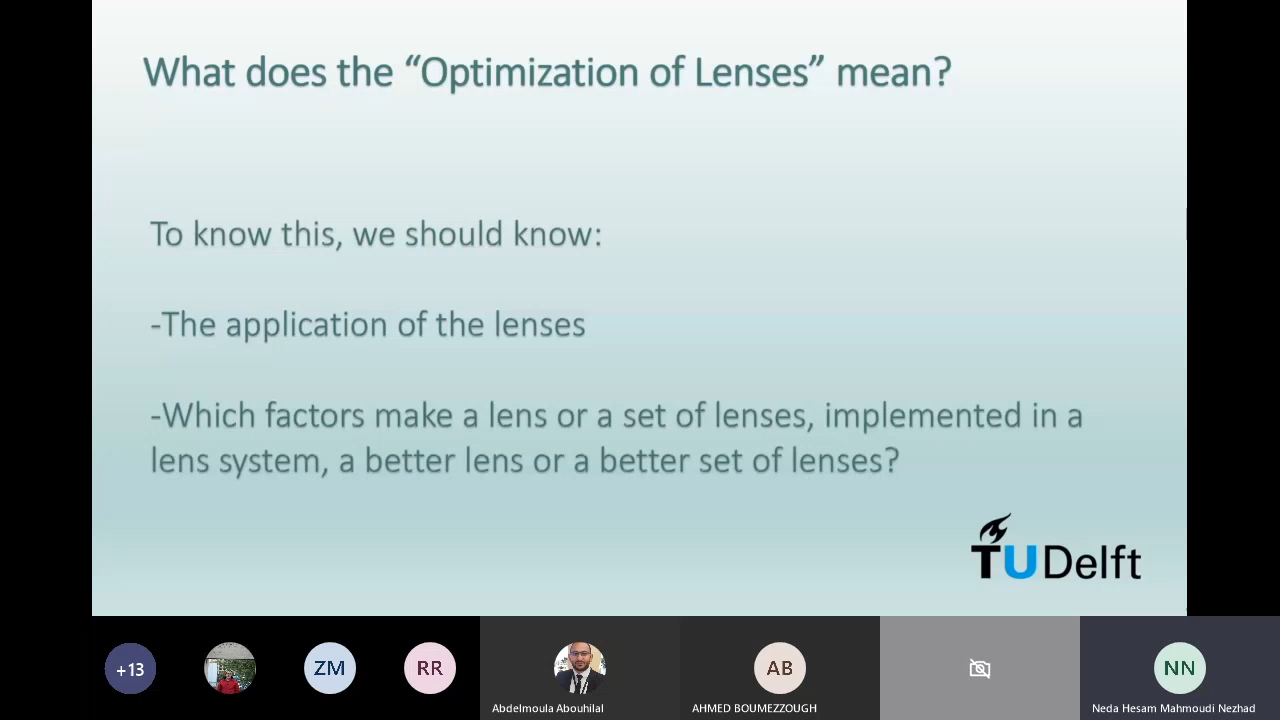 What does the “Optimization of Lenses” mean?
To know this, we should know:
-The application of the lenses
-Which factors make a lens or a set of lenses, implemented in a
lens system, a better lens or a better set of lenses?
TU Delft
+13
ZM
RR
AB
NN
Abdelmoula Abouhilal
AHMED BOUMEZZOUGH
Neda Hesam Mahmoudi Nezhad